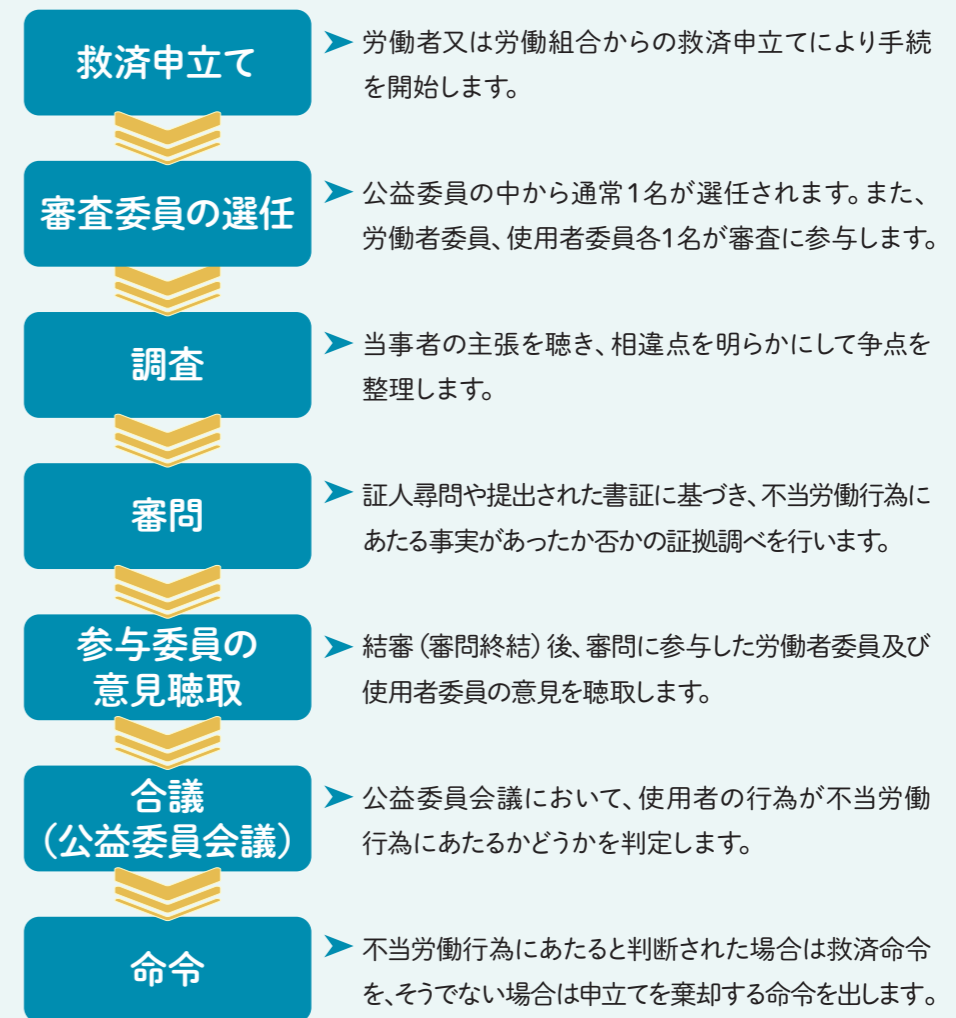 救済申立て
➤ 労働者又は労働組合からの救済申立てにより手続
を開始します。
審査委員の選任
➤ 公益委員の中から通常1名が選任されます。また、
労働者委員、使用者委員各1名が審査に参与します。
調査
➤ 当事者の主張を聴き、相違点を明らかにして争点を
整理します。
審問
➤ 証人尋問や提出された書証に基づき、不当労働行為に
あたる事実があったか否かの証拠調べを行います。
参与委員の
意見聴取
➤ 結審（審問終結）後、審問に参与した労働者委員及び
使用者委員の意見を聴取します。
合議
（公益委員会議）
➤ 公益委員会議において、使用者の行為が不当労働
行為にあたるかどうかを判定します。
命令
➤ 不当労働行為にあたると判断された場合は救済命令
を、そうでない場合は申立てを棄却する命令を出します。